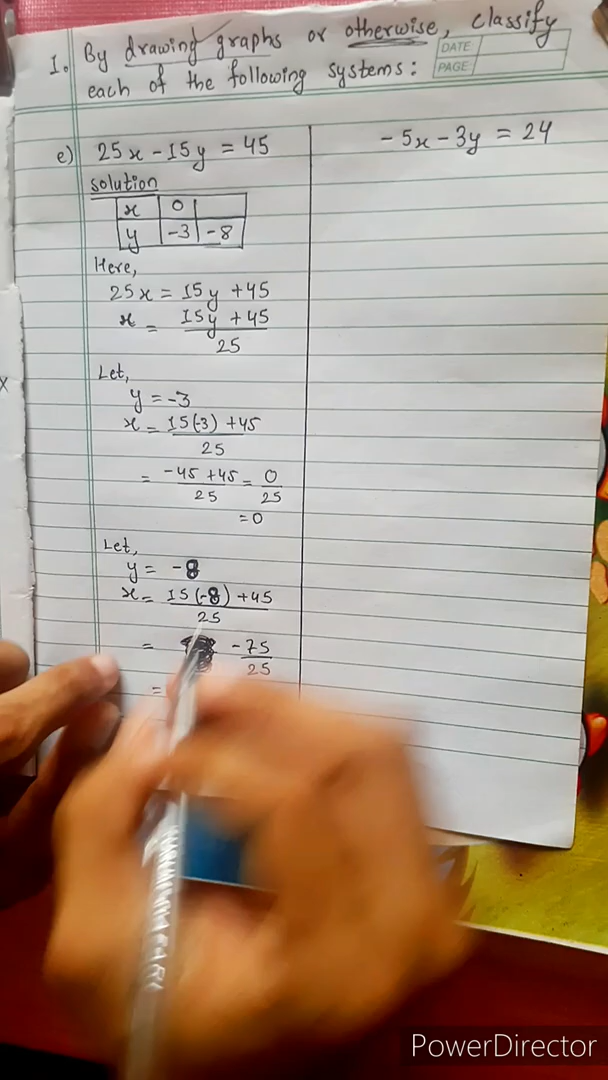 1. By drawing graphs or otherwise, classify
each of the following systems:
DATE
PAGE
e) 25x - 15y = 45
solution
x 0
y -3 -8
Here,
25x = 15y + 45
x = 15y + 45 / 25
Let,
y = -3
x = 15(-3) + 45 / 25
= -45 + 45 / 25 = 0 / 25
= 0
Let,
y = -8
x = 15(-8) + 45 / 25
= -75 / 25
=
-5x - 3y = 24
PowerDirector